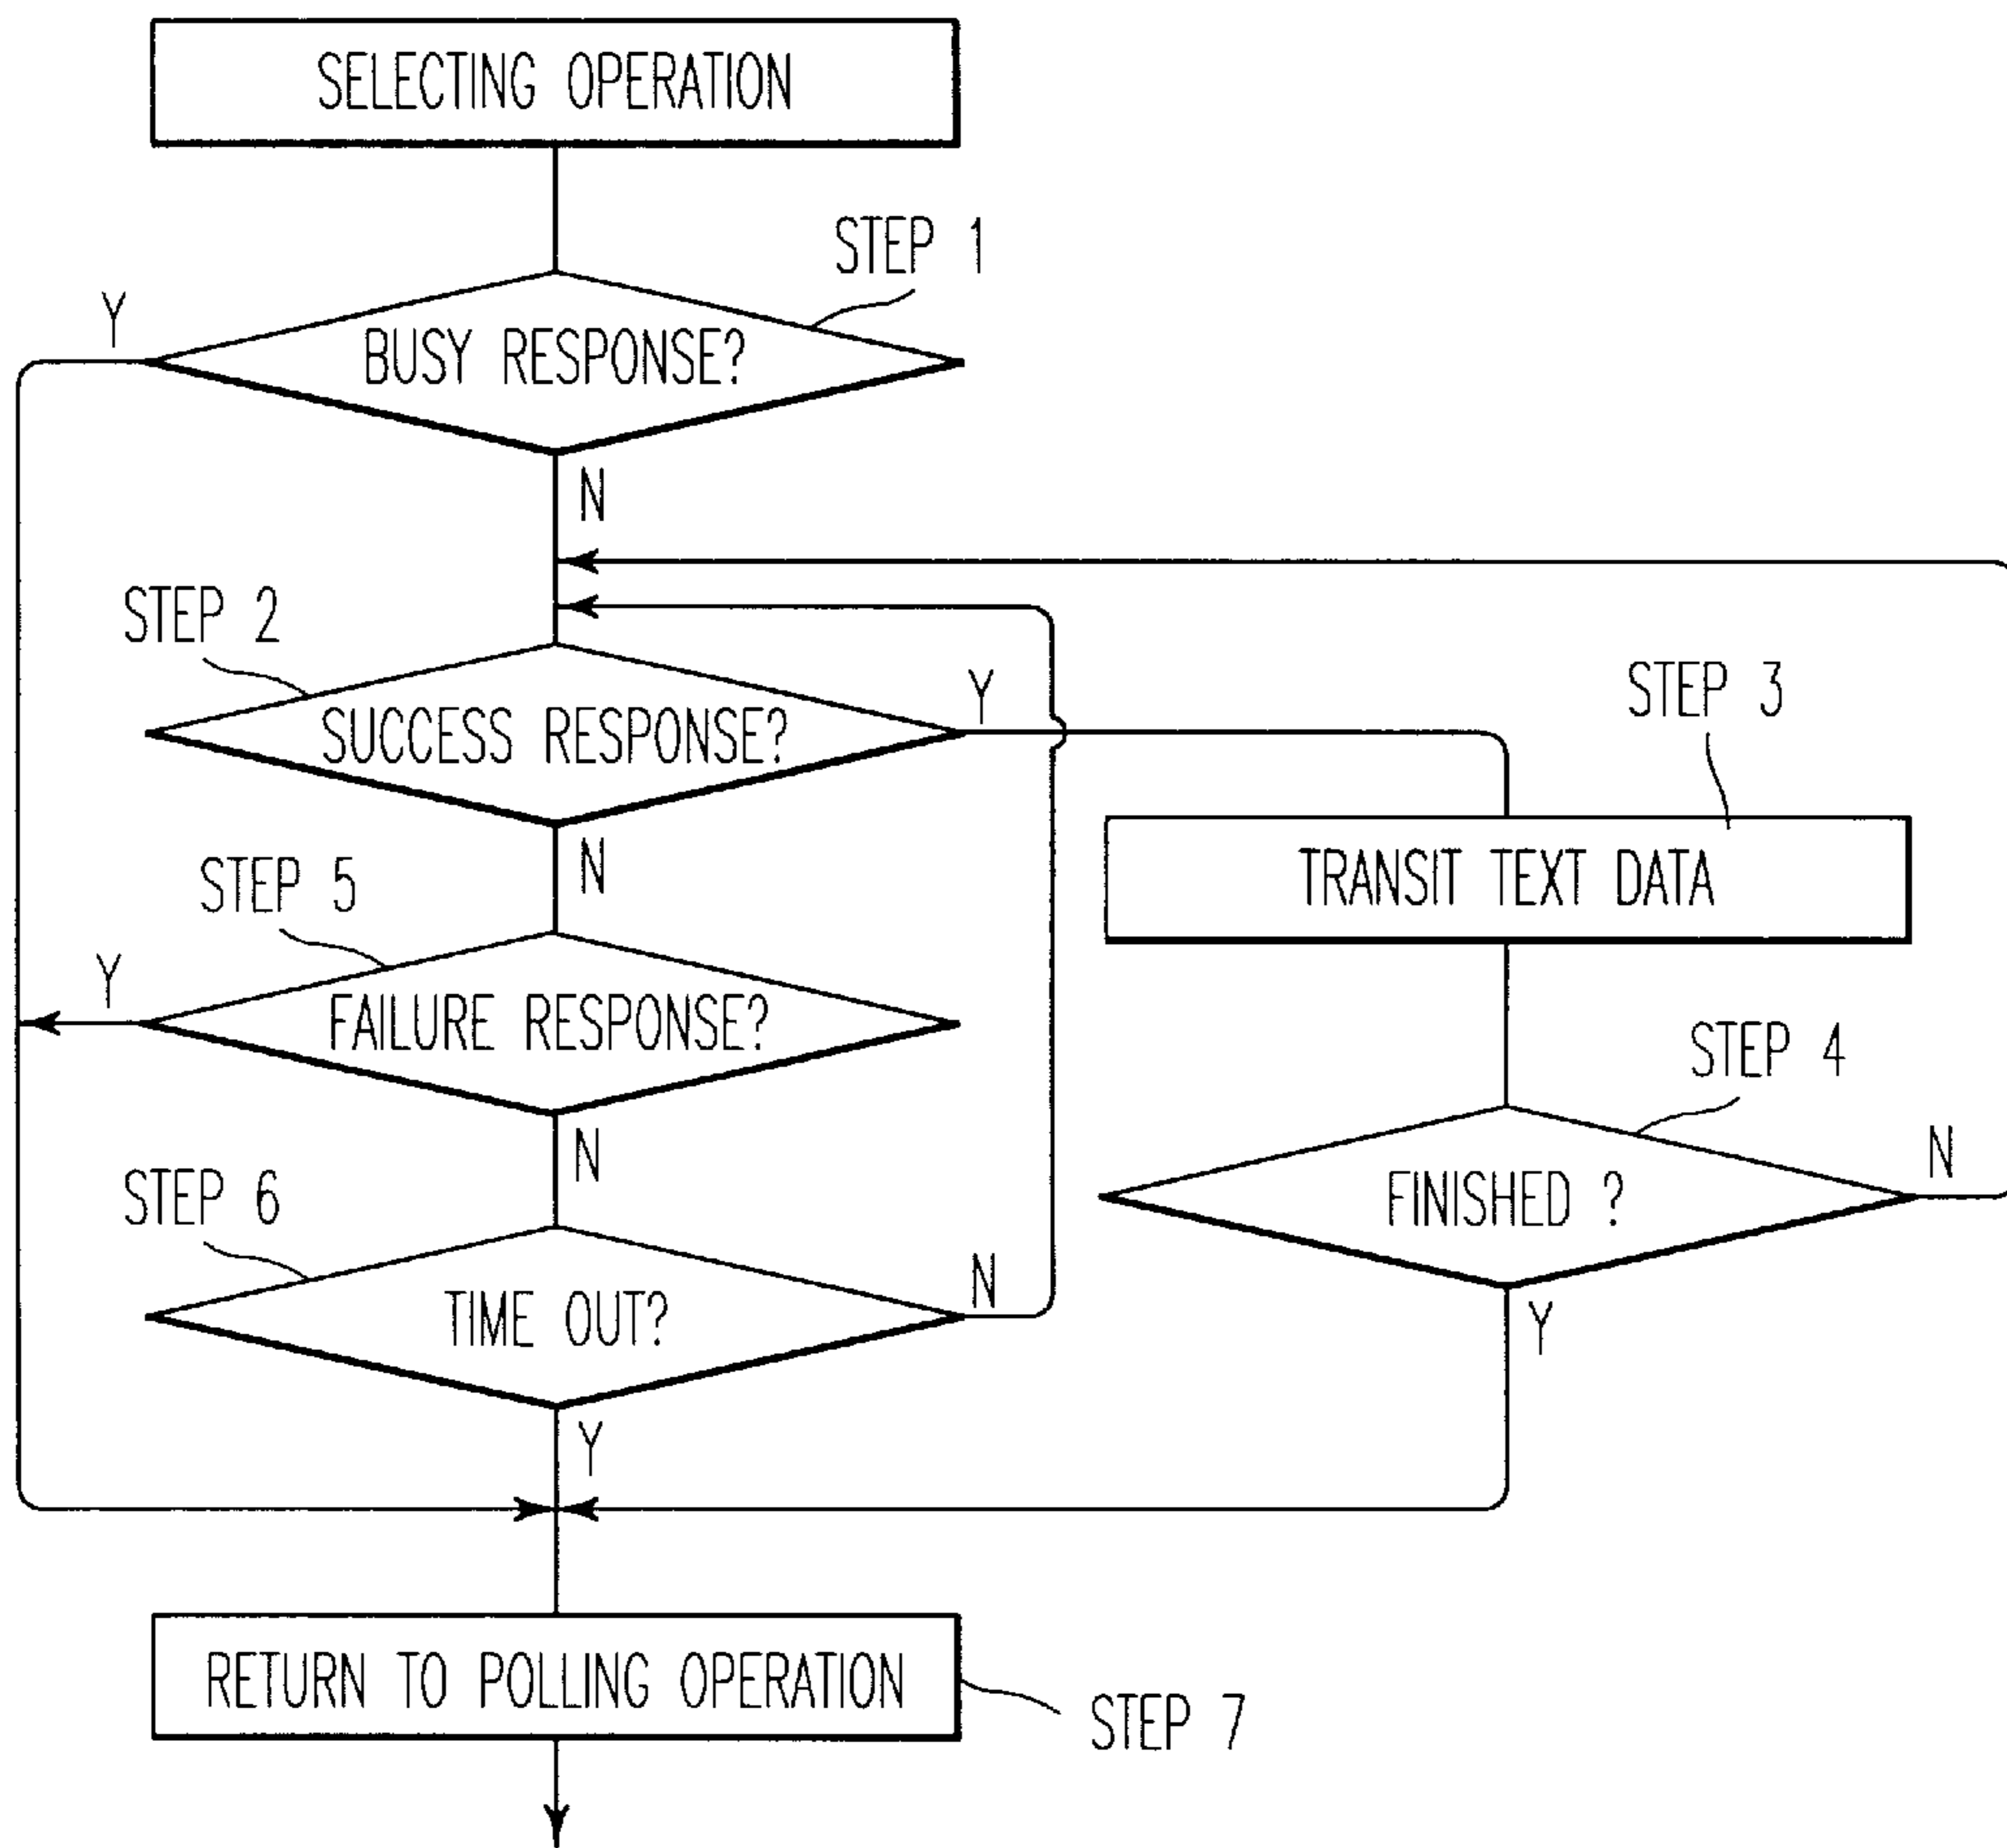 SELECTING OPERATION
STEP 1
Y
BUSY RESPONSE?
N
STEP 2
SUCCESS RESPONSE?
Y
STEP 3
N
TRANSIT TEXT DATA
STEP 5
Y
FAILURE RESPONSE?
N
STEP 4
FINISHED ?
N
Y
STEP 6
TIME OUT?
N
Y
RETURN TO POLLING OPERATION
STEP 7